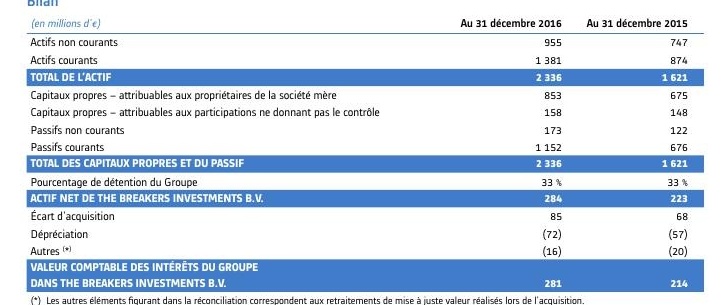 Bilan
(en millions d'€) Au 31 décembre 2016 Au 31 décembre 2015
Actifs non courants 955 747
Actifs courants 1 381 874
TOTAL DE L'ACTIF 2 336 1 621
Capitaux propres – attribuables aux propriétaires de la société mère 853 675
Capitaux propres – attribuables aux participations ne donnant pas le contrôle 158 148
Passifs non courants 173 122
Passifs courants 1 152 676
TOTAL DES CAPITAUX PROPRES ET DU PASSIF 2 336 1 621
Pourcentage de détention du Groupe 33 % 33 %
ACTIF NET DE THE BREAKERS INVESTMENTS B.V. 284 223
Écart d'acquisition 85 68
Dépréciation (72) (57)
Autres (*) (16) (20)
VALEUR COMPTABLE DES INTÉRÊTS DU GROUPE
DANS THE BREAKERS INVESTMENTS B.V. 281 214
(*) Les autres éléments figurant dans la réconciliation correspondent aux retraitements de mise à juste valeur réalisés lors de l'acquisition.